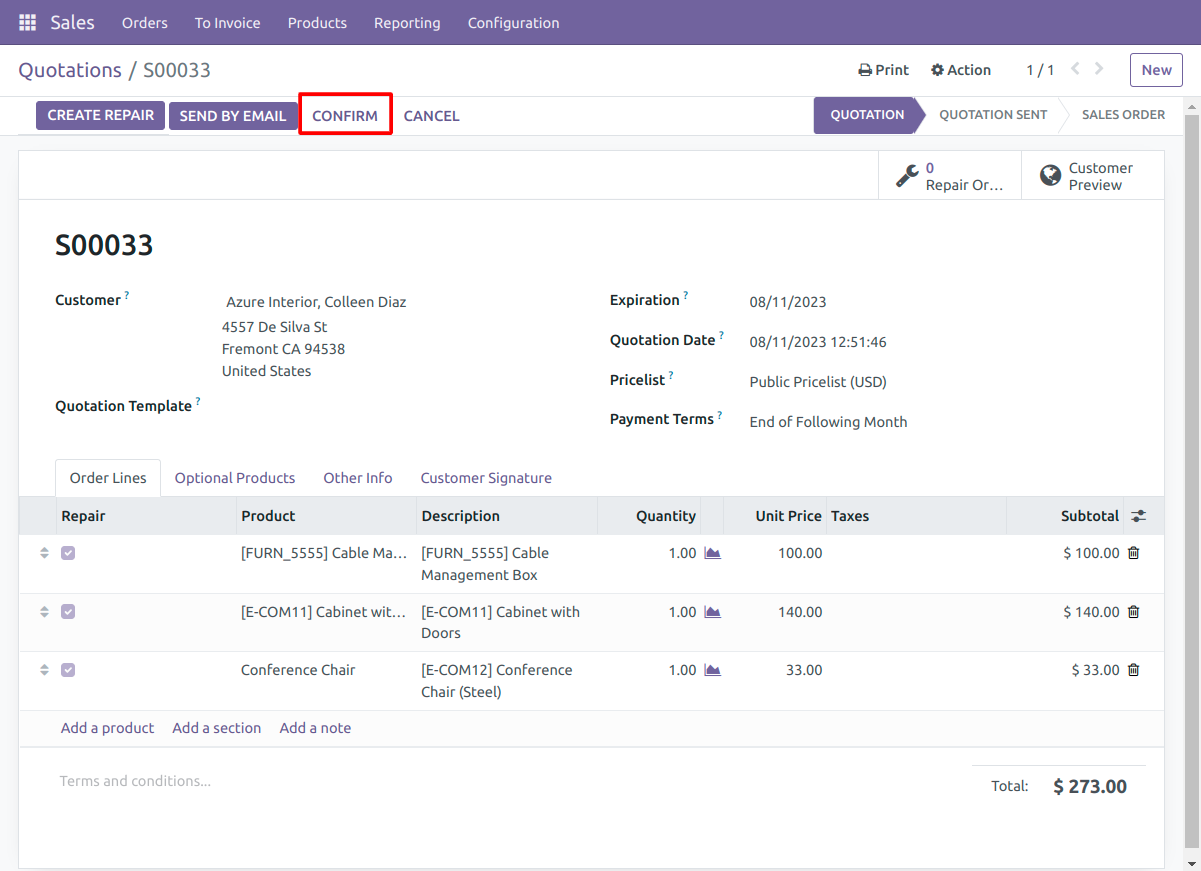 Sales Orders To Invoice Products Reporting Configuration
Quotations / S00033 Print Action 1 / 1 New
CREATE REPAIR SEND BY EMAIL CONFIRM CANCEL QUOTATION QUOTATION SENT SALES ORDER
0
Repair Or...
Customer
Preview
S00033
Customer ? Azure Interior, Colleen Diaz
4557 De Silva St
Fremont CA 94538
United States
Quotation Template ?
Expiration ? 08/11/2023
Quotation Date ? 08/11/2023 12:51:46
Pricelist ? Public Pricelist (USD)
Payment Terms ? End of Following Month
Order Lines Optional Products Other Info Customer Signature
Repair Product Description Quantity Unit Price Taxes Subtotal
[FURN_5555] Cable Ma... [FURN_5555] Cable 1.00 100.00 $ 100.00
Management Box
[E-COM11] Cabinet wit... [E-COM11] Cabinet with 1.00 140.00 $ 140.00
Doors
Conference Chair [E-COM12] Conference 1.00 33.00 $ 33.00
Chair (Steel)
Add a product Add a section Add a note
Terms and conditions...
Total: $ 273.00